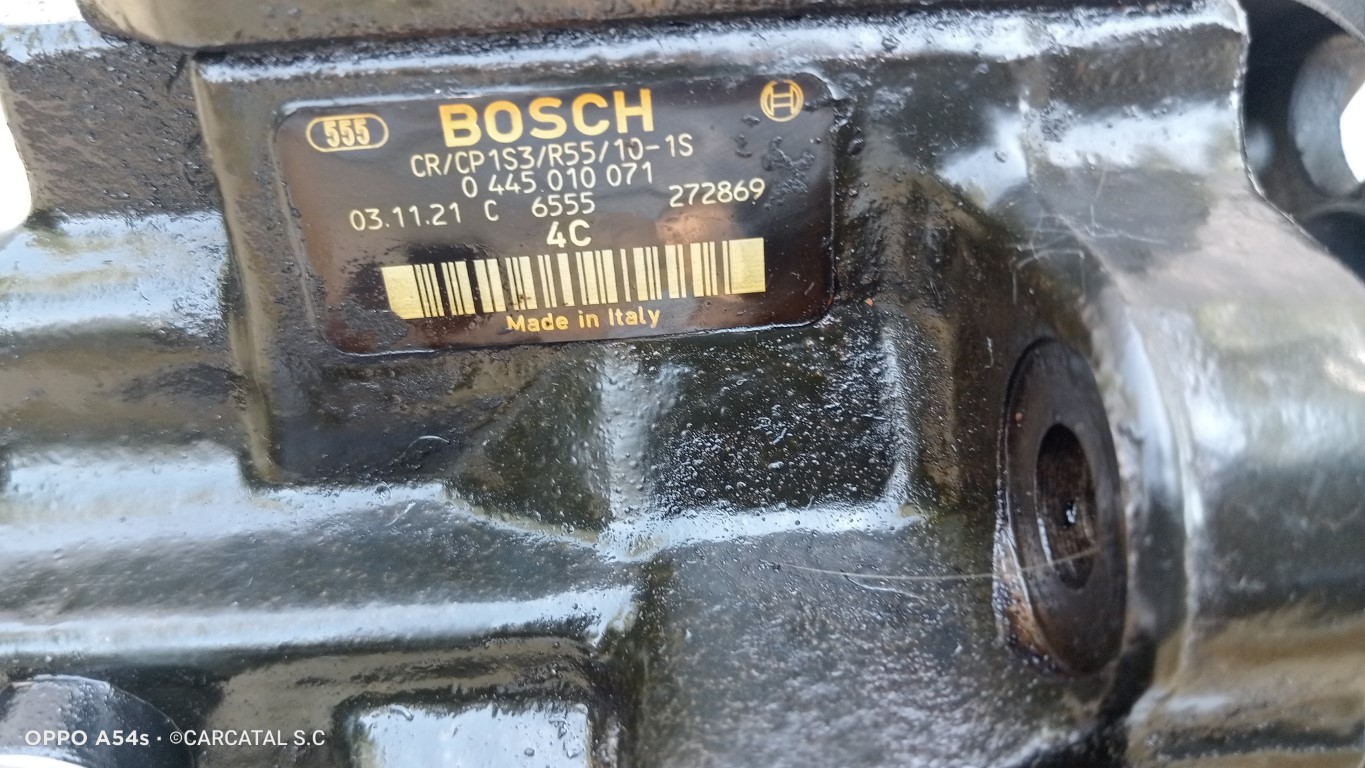 555
BOSCH
CR/CP1S3/R55/10-1S
0 445 010 071
03.11.21 C 6555 272869
4C
Made in Italy
OPPO A54s · ©CARCATAL S.C